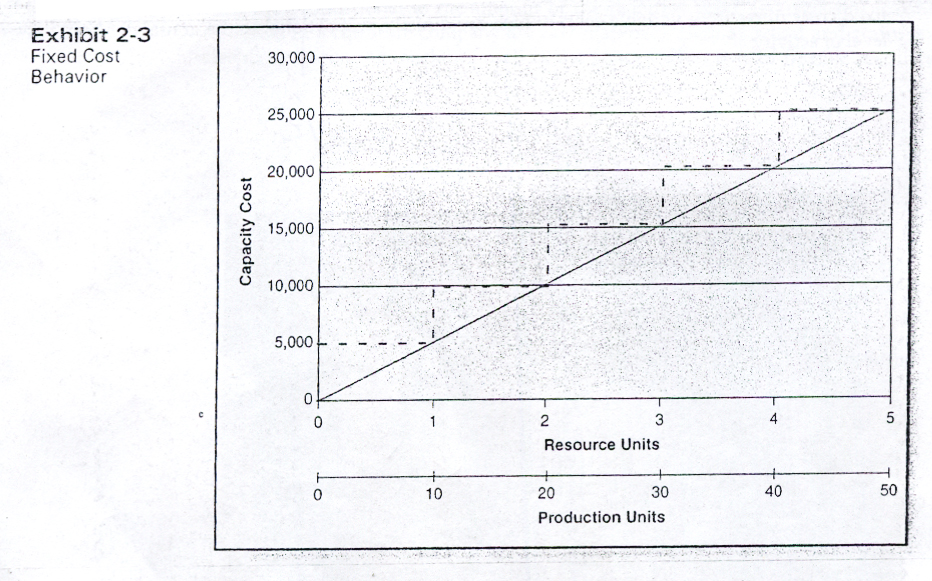 Exhibit 2-3
Fixed Cost
Behavior
30,000
25,000
20,000
15,000
10,000
5,000
0
Capacity Cost
0 1 2 3 4 5
Resource Units
0 10 20 30 40 50
Production Units
c